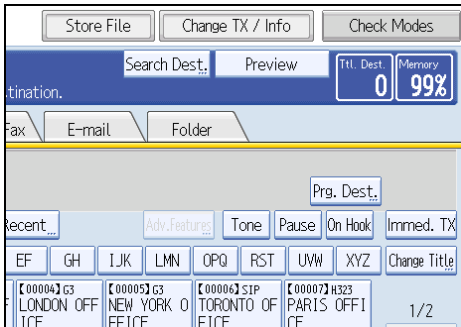 Store File Change TX / Info Check Modes
Search Dest. Preview Ttl. Dest. Memory
tination. 0 99%
Fax E-mail Folder
Prg. Dest.
Recent Adv.Features Tone Pause On Hook Immed. TX
EF GH IJK LMN OPQ RST UVW XYZ Change Title
【00004】G3 【00005】G3 【00006】SIP 【00007】H323
F LONDON OFF NEW YORK O TORONTO OF PARIS OFFI 1/2
ICE FFICE FICE CE